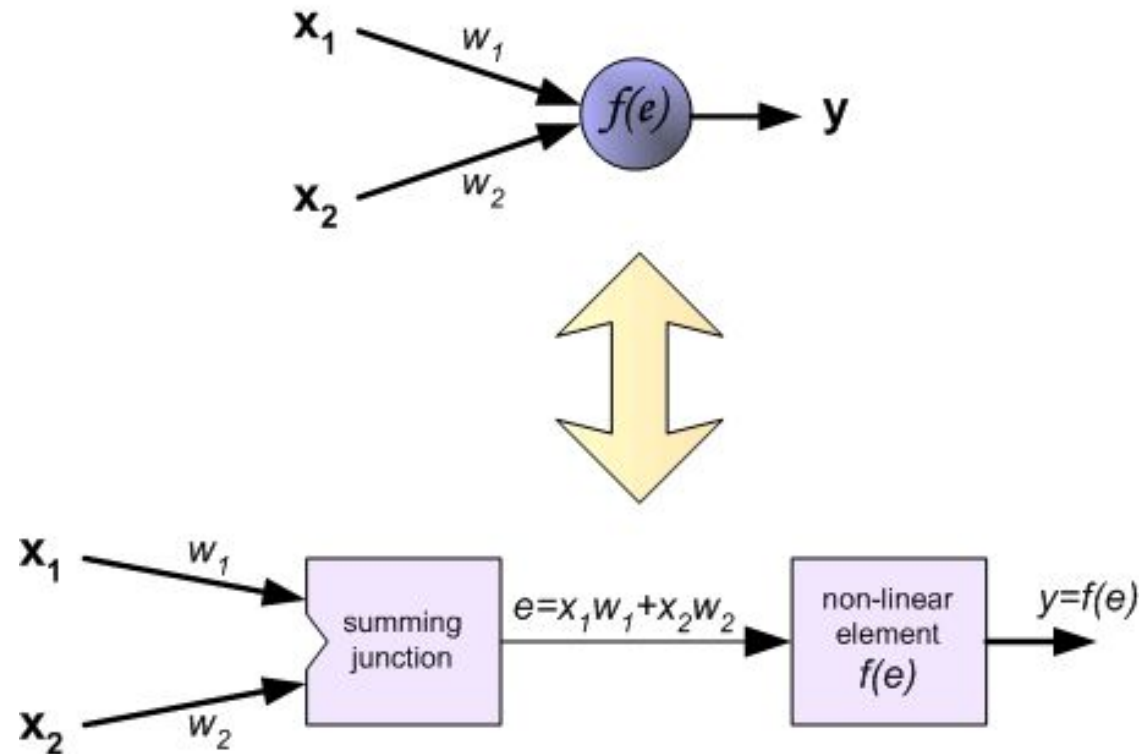 x₁
w₁
f(e)
y
w₂
x₂
x₁
w₁
summing
junction
e=x₁w₁+x₂w₂
non-linear
element
f(e)
y=f(e)
w₂
x₂